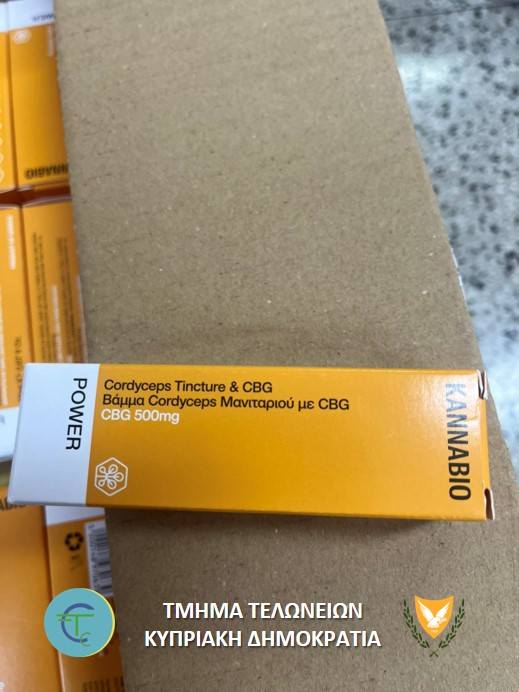 POWER
Cordyceps Tincture & CBG
Βάμμα Cordyceps Μανιταριού με CBG
CBG 500mg
KANNABIO
ΤΜΗΜΑ ΤΕΛΩΝΕΙΩΝ
ΚΥΠΡΙΑΚΗ ΔΗΜΟΚΡΑΤΙΑ